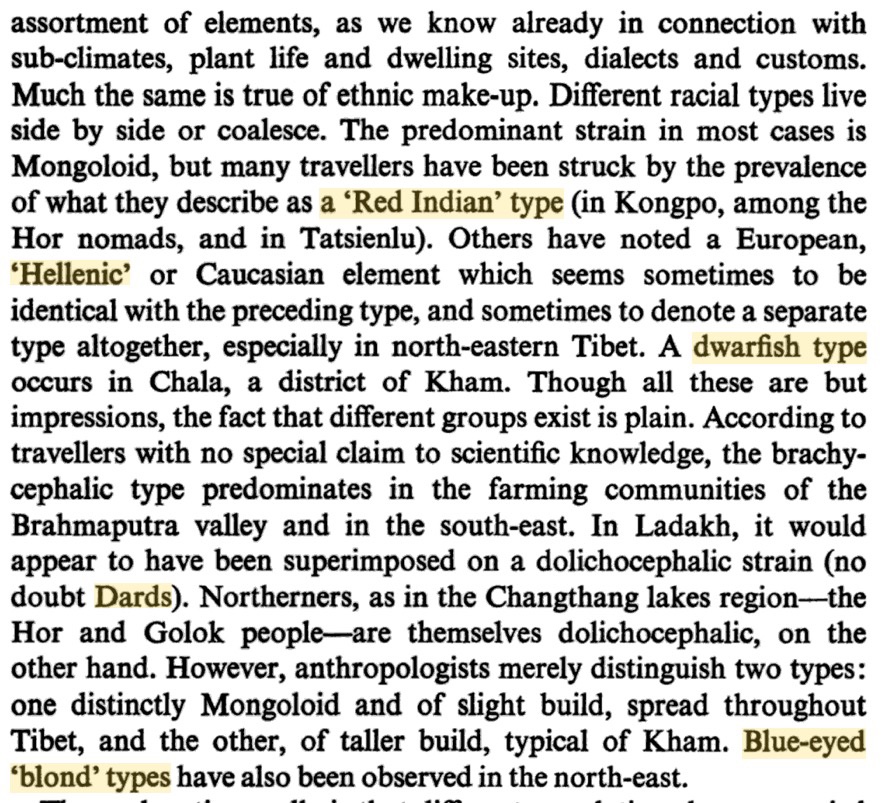 assortment of elements, as we know already in connection with
sub-climates, plant life and dwelling sites, dialects and customs.
Much the same is true of ethnic make-up. Different racial types live
side by side or coalesce. The predominant strain in most cases is
Mongoloid, but many travellers have been struck by the prevalence
of what they describe as a ‘Red Indian’ type (in Kongpo, among the
Hor nomads, and in Tatsienlu). Others have noted a European,
‘Hellenic’ or Caucasian element which seems sometimes to be
identical with the preceding type, and sometimes to denote a separate
type altogether, especially in north-eastern Tibet. A dwarfish type
occurs in Chala, a district of Kham. Though all these are but
impressions, the fact that different groups exist is plain. According to
travellers with no special claim to scientific knowledge, the brachy-
cephalic type predominates in the farming communities of the
Brahmaputra valley and in the south-east. In Ladakh, it would
appear to have been superimposed on a dolichocephalic strain (no
doubt Dards). Northerners, as in the Changthang lakes region—the
Hor and Golok people—are themselves dolichocephalic, on the
other hand. However, anthropologists merely distinguish two types:
one distinctly Mongoloid and of slight build, spread throughout
Tibet, and the other, of taller build, typical of Kham. Blue-eyed
‘blond’ types have also been observed in the north-east.